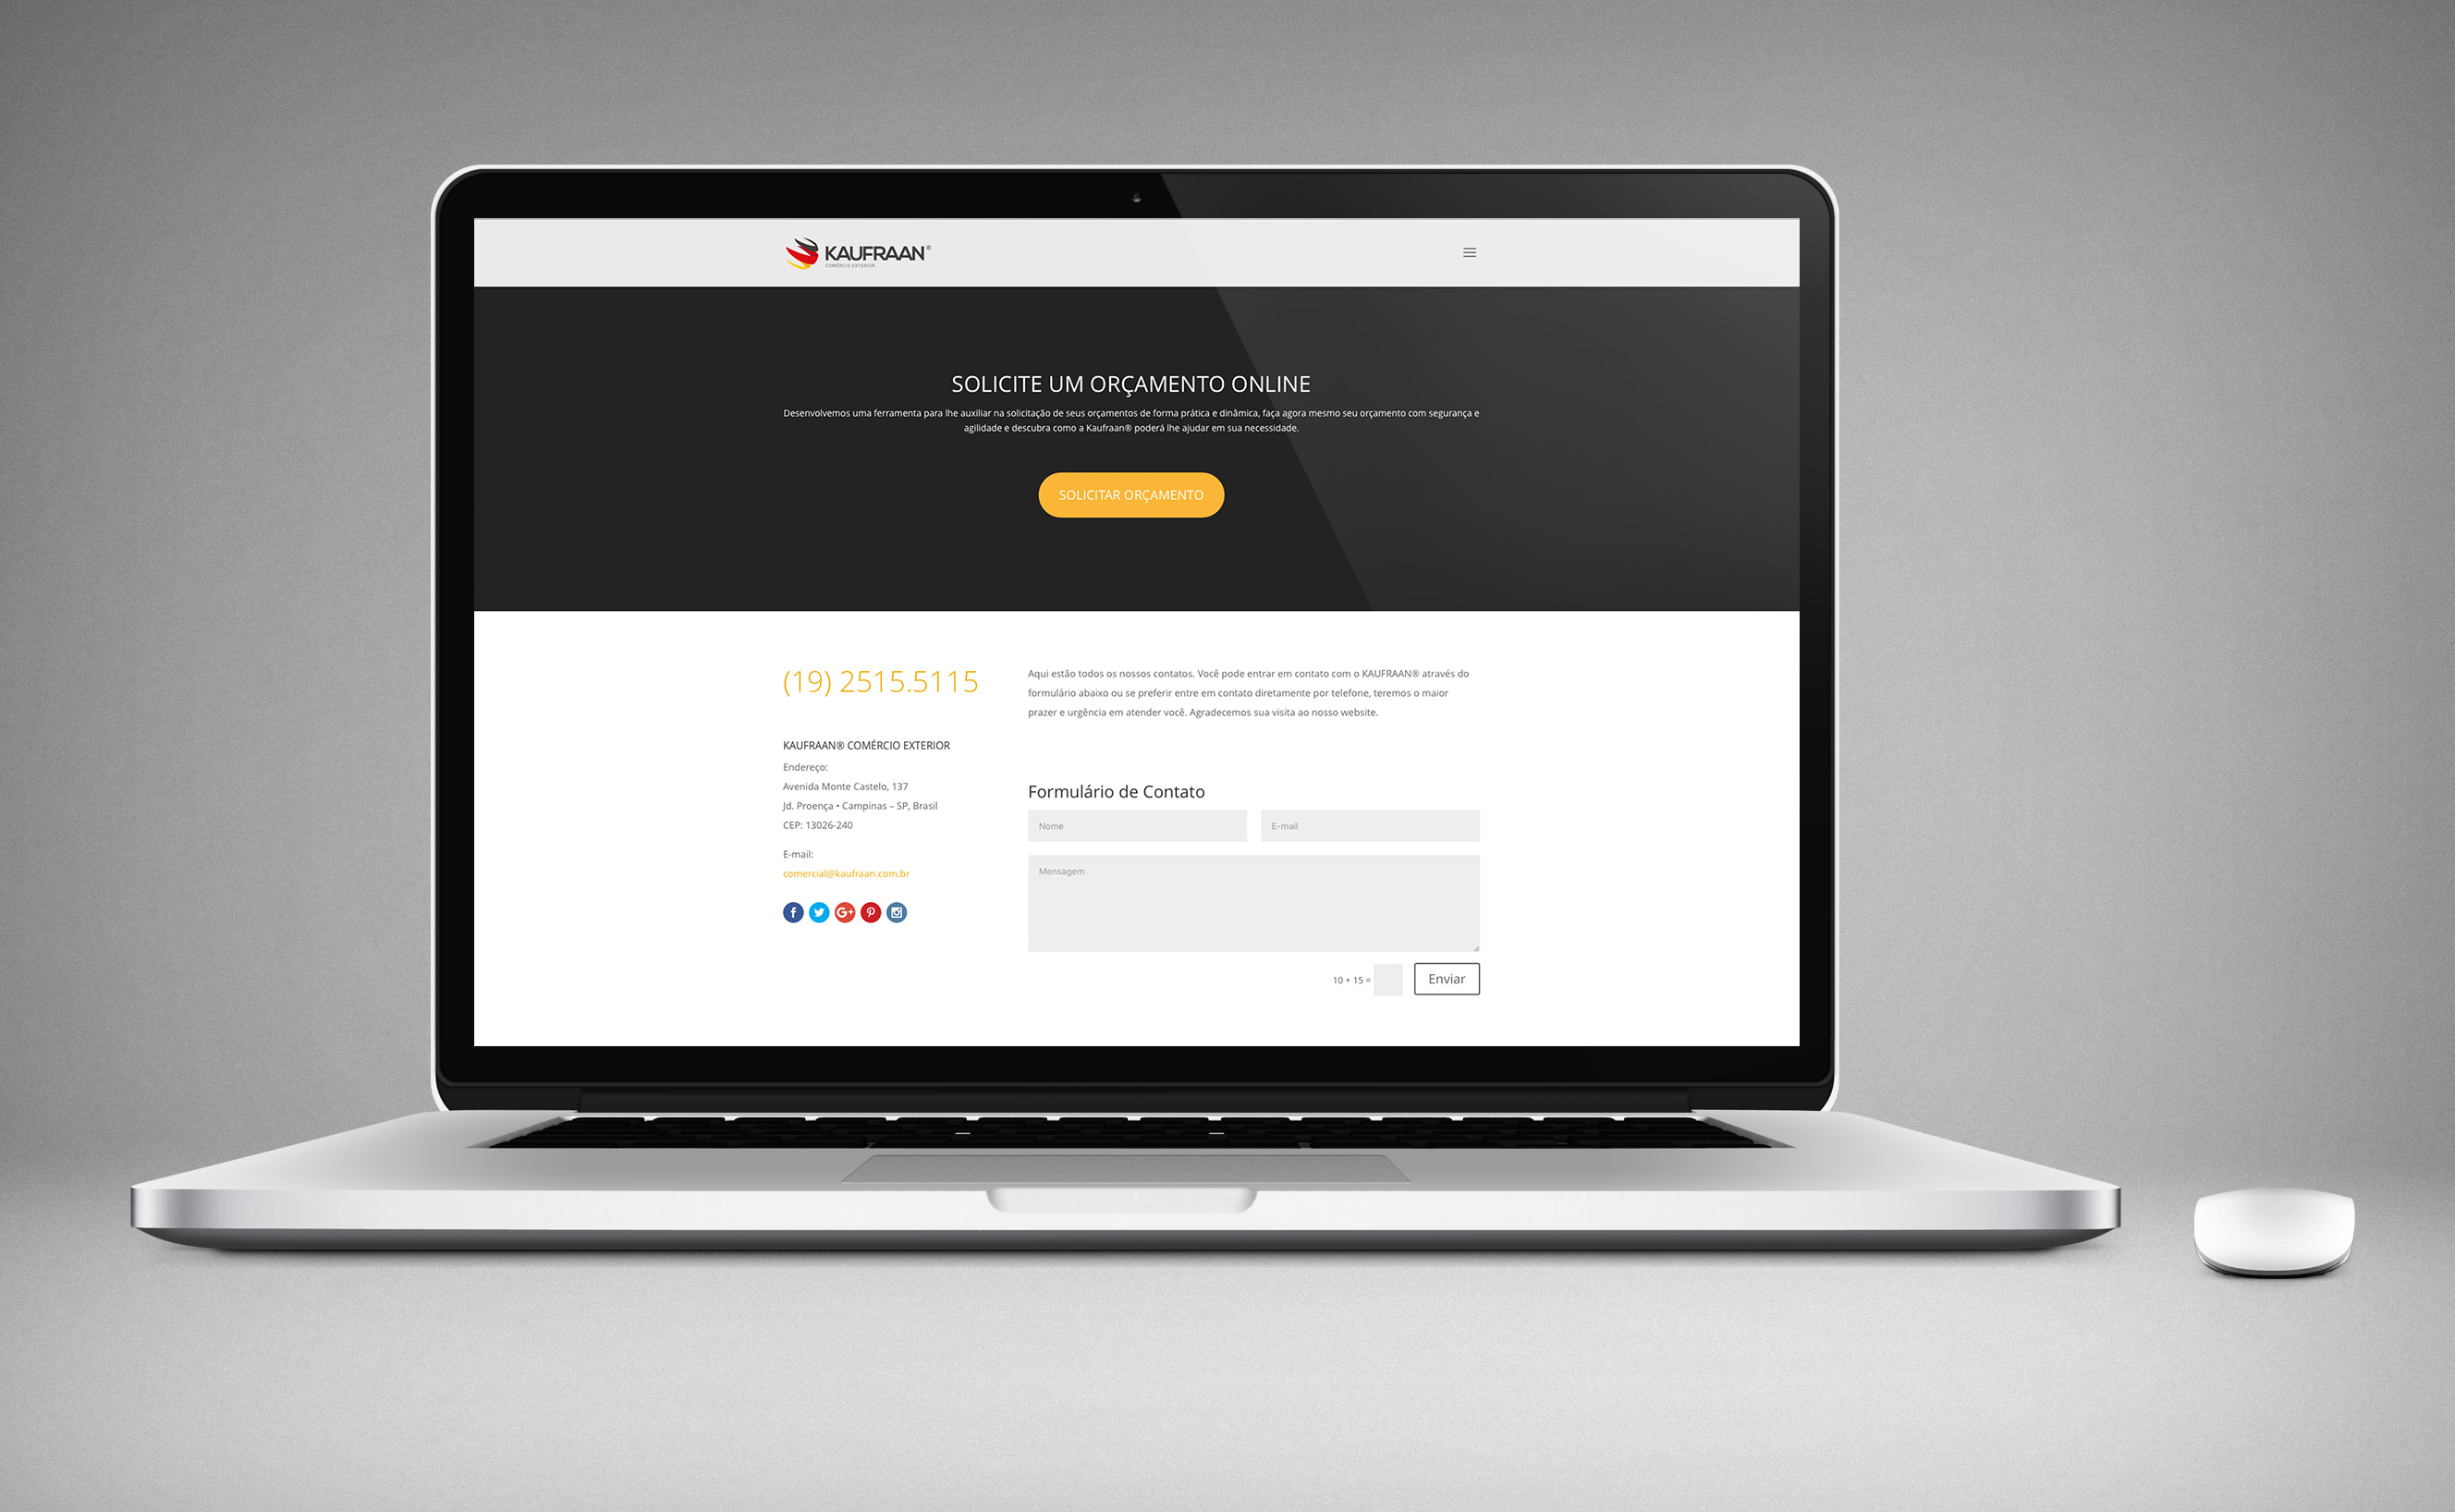 KAUFRAAN®
COMÉRCIO EXTERIOR
SOLICITE UM ORÇAMENTO ONLINE
Desenvolvemos uma ferramenta para lhe auxiliar na solicitação de seus orçamentos de forma prática e dinâmica, faça agora mesmo seu orçamento com segurança e
agilidade e descubra como a Kaufraan® poderá lhe ajudar em sua necessidade.
SOLICITAR ORÇAMENTO
(19) 2515.5115
KAUFRAAN® COMÉRCIO EXTERIOR
Endereço:
Avenida Monte Castelo, 137
Jd. Proença • Campinas – SP, Brasil
CEP: 13026-240
E-mail:
comercial@kaufraan.com.br
Aqui estão todos os nossos contatos. Você pode entrar em contato com o KAUFRAAN® através do
formulário abaixo ou se preferir entre em contato diretamente por telefone, teremos o maior
prazer e urgência em atender você. Agradecemos sua visita ao nosso website.
Formulário de Contato
Nome
E-mail
Mensagem
10 + 15 =
Enviar